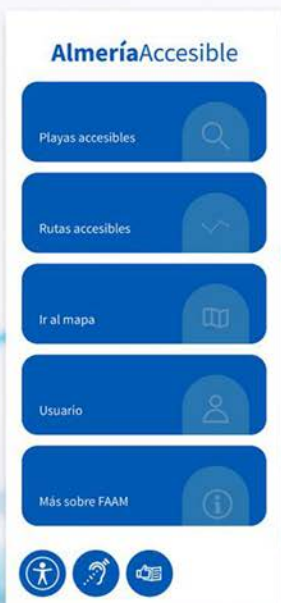 AlmeríaAccesible
Playas accesibles
Rutas accesibles
Ir al mapa
Usuario
Más sobre FAAM